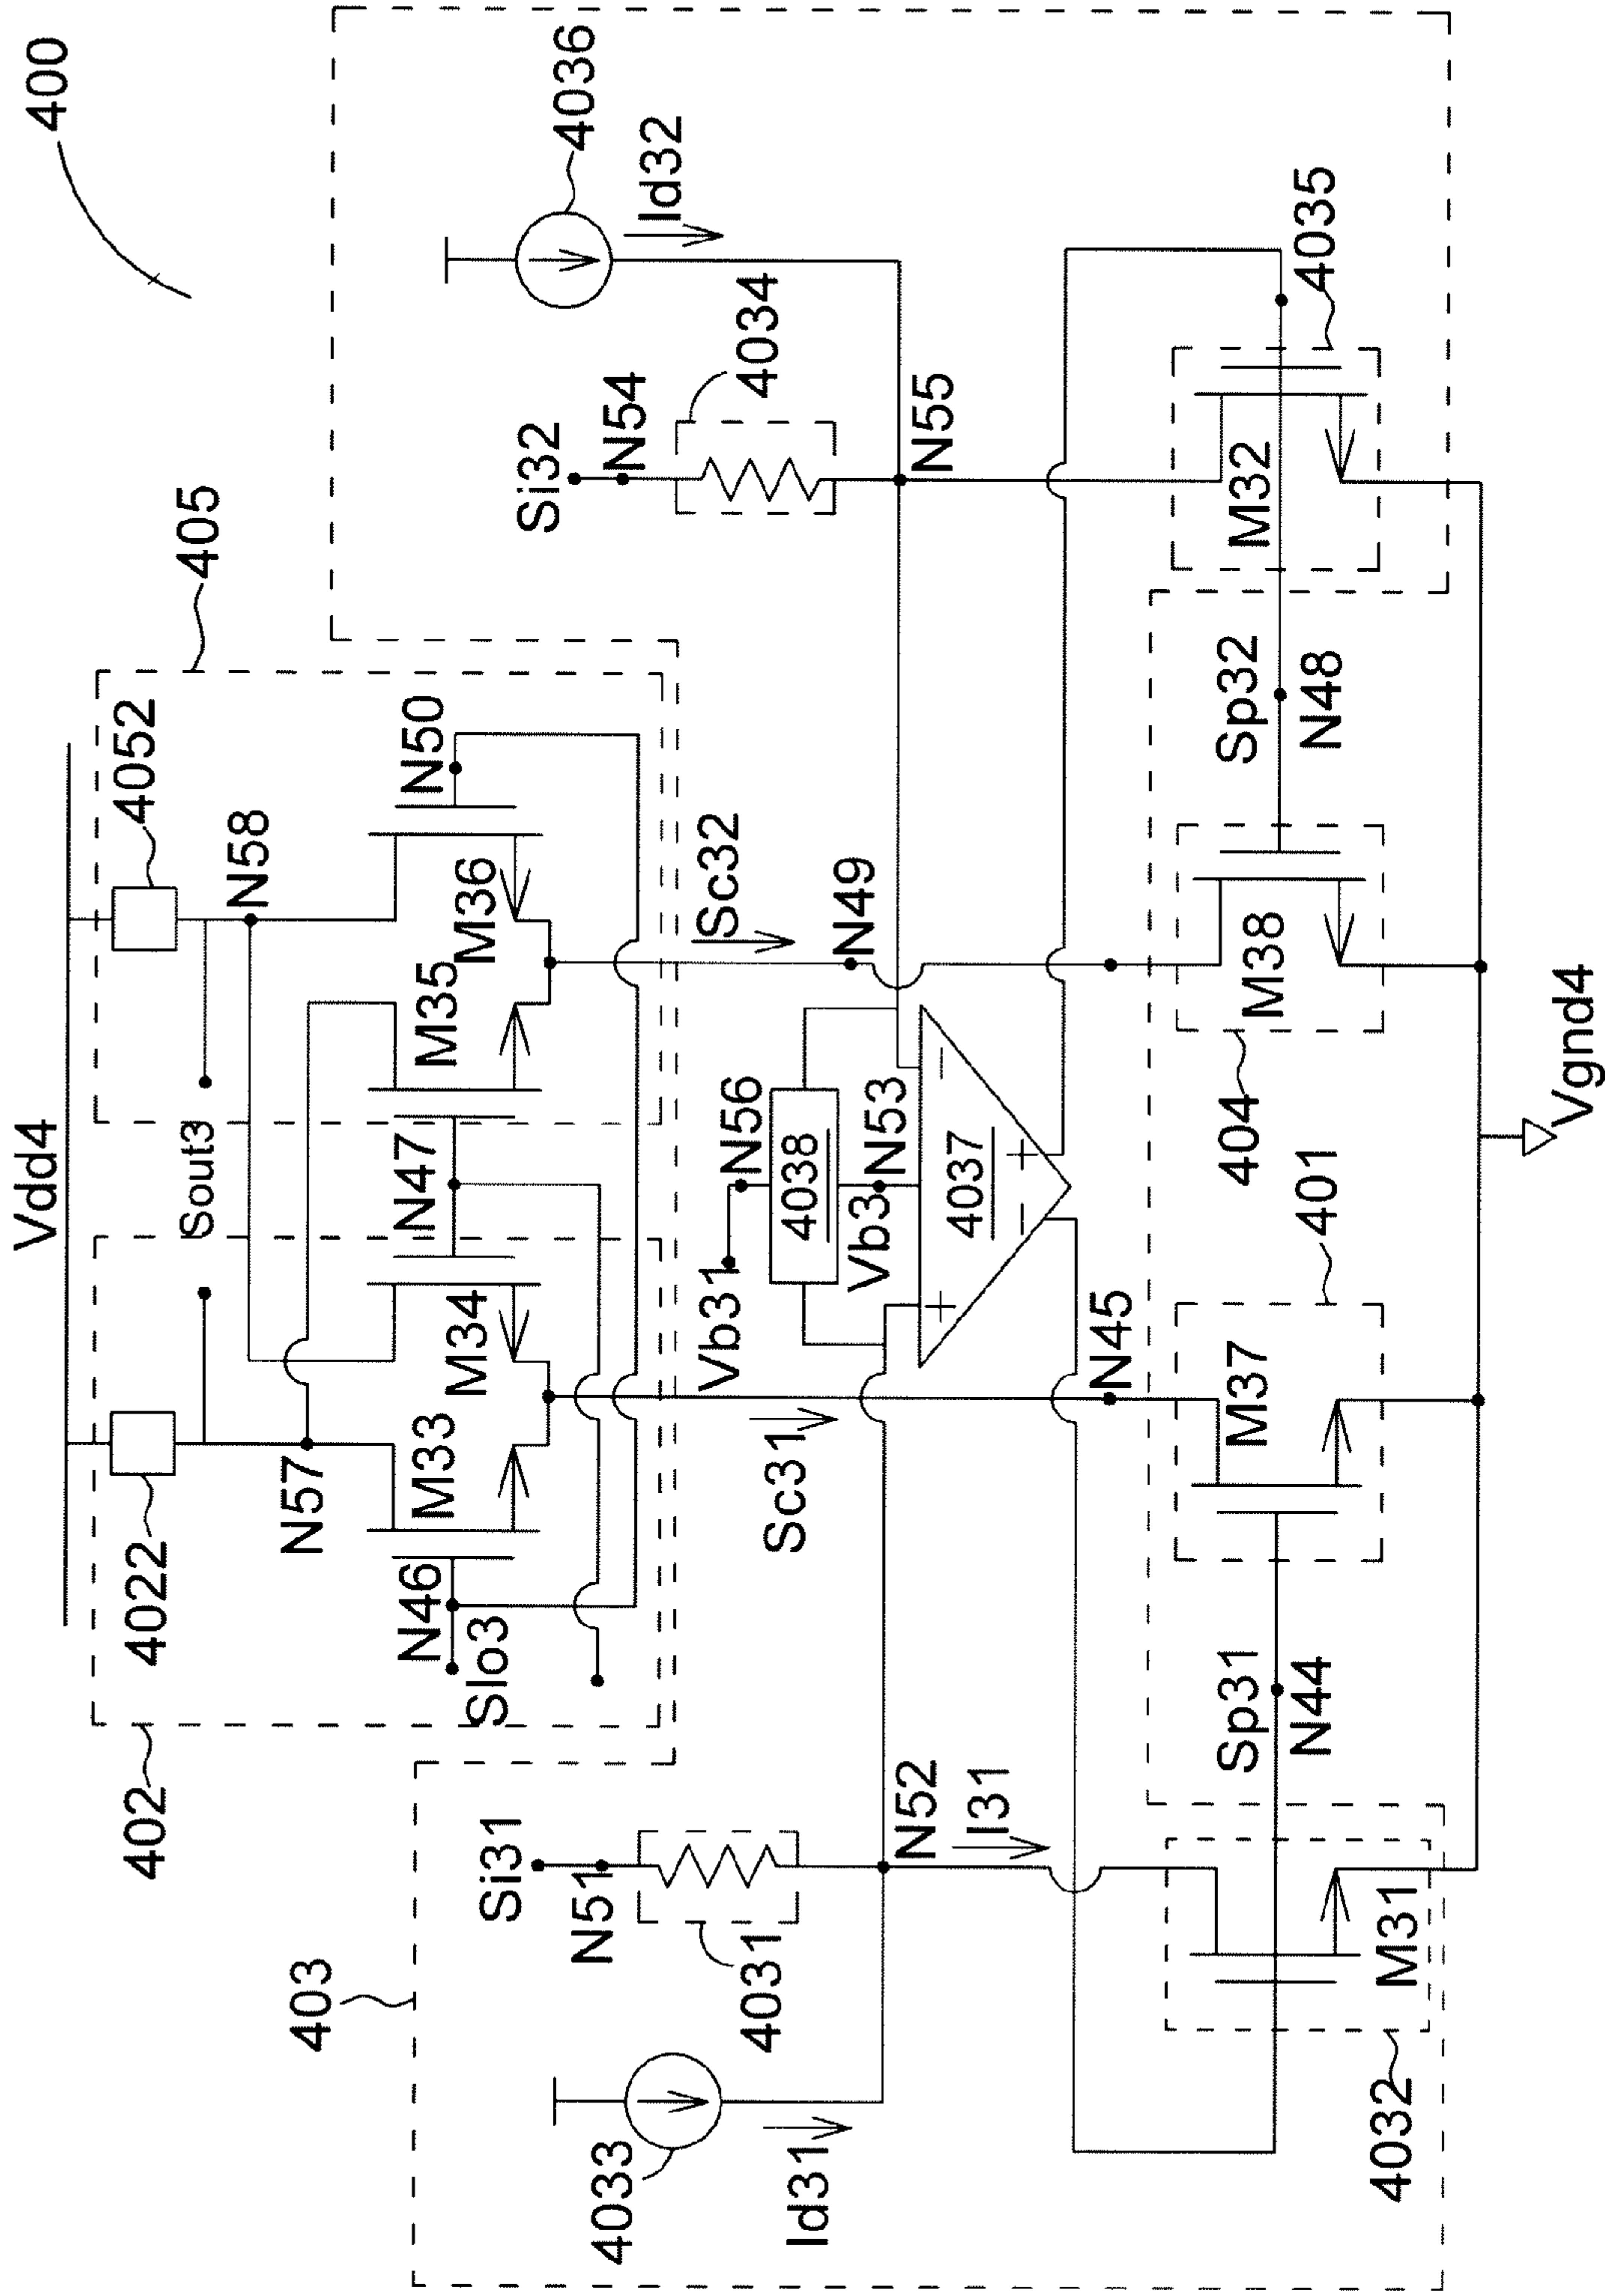 400
Vdd4
402
4022
Sout3
4052
405
4036
Id32
N57
N58
Si32
N54
4034
N46
Slo3
M33
M34
N47
M35
M36
N50
403
Si31
N51
4031
4033
Id31
Sc31
Vb31
N56
4038
Vb3
N53
4037
+
−
−
+
Sc32
N49
N55
N52
I31
N45
Sp31
N44
M37
401
404
M38
Sp32
N48
M32
4035
M31
4032
Vgnd4